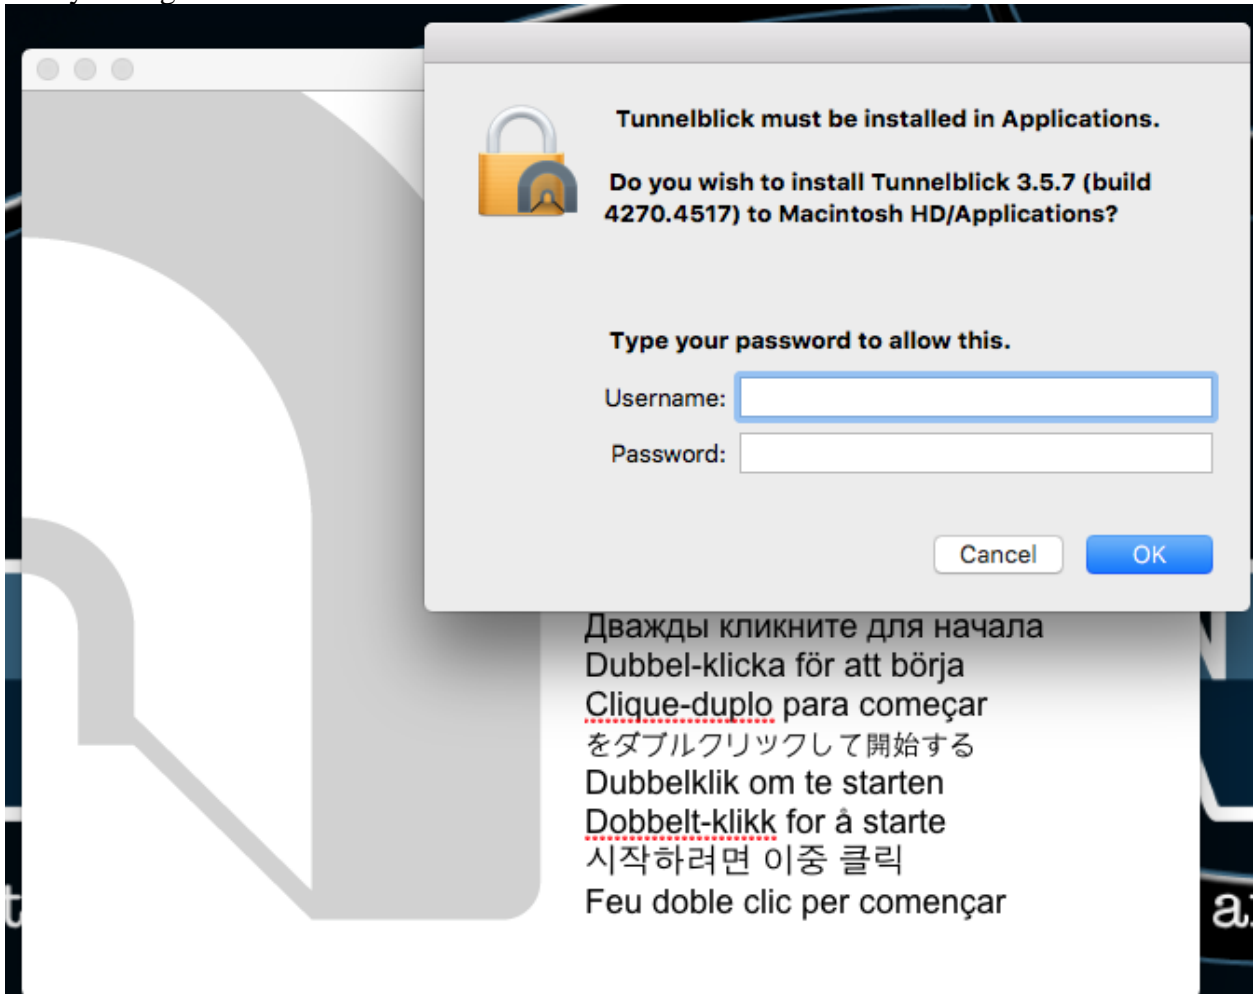 Tunnelblick must be installed in Applications.
Do you wish to install Tunnelblick 3.5.7 (build
4270.4517) to Macintosh HD/Applications?
Type your password to allow this.
Username:
Password:
Cancel OK
Дважды кликните для начала
Dubbel-klicka för att börja
Clique-duplo para começar
をダブルクリックして開始する
Dubbelklik om te starten
Dobbelt-klikk for å starte
시작하려면 이중 클릭
Feu doble clic per començar